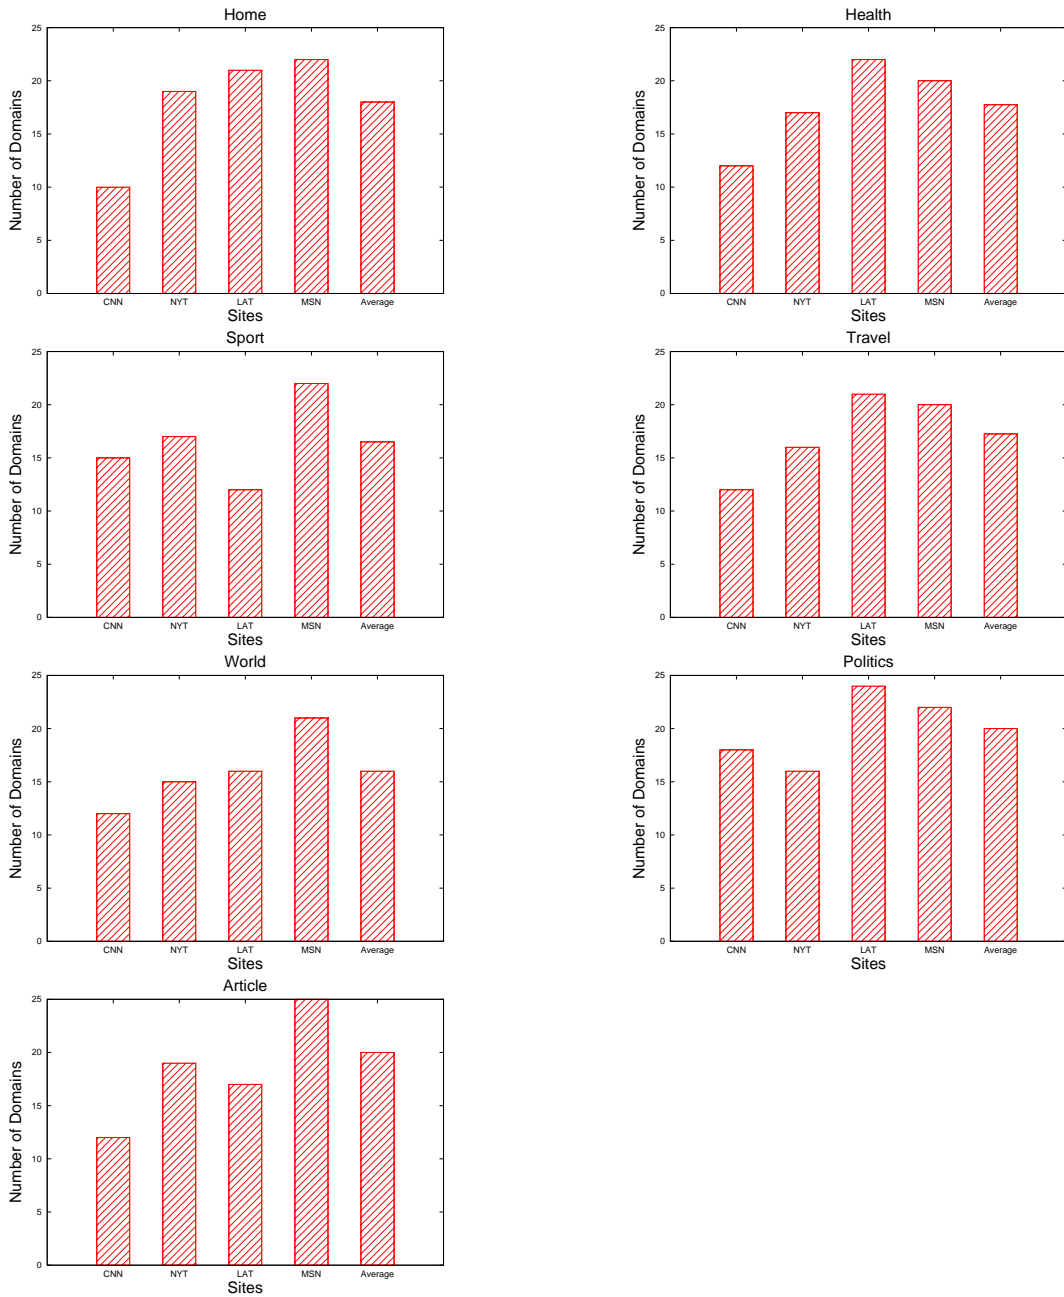 Home
Number of Domains
25
20
15
10
5
0
CNN NYT LAT MSN Average
Sites
Health
Number of Domains
25
20
15
10
5
0
CNN NYT LAT MSN Average
Sites
Sport
Number of Domains
25
20
15
10
5
0
CNN NYT LAT MSN Average
Sites
Travel
Number of Domains
25
20
15
10
5
0
CNN NYT LAT MSN Average
Sites
World
Number of Domains
25
20
15
10
5
0
CNN NYT LAT MSN Average
Sites
Politics
Number of Domains
25
20
15
10
5
0
CNN NYT LAT MSN Average
Sites
Article
Number of Domains
25
20
15
10
5
0
CNN NYT LAT MSN Average
Sites